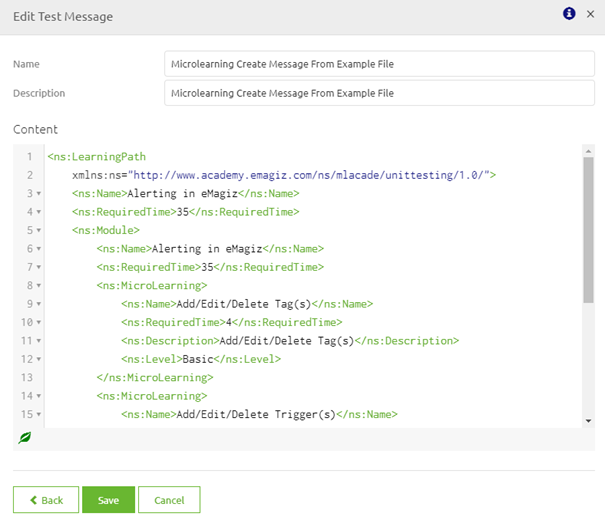 Edit Test Message
Name Microlearning Create Message From Example File
Description Microlearning Create Message From Example File
Content
1 <ns:LearningPath
2 xmlns:ns="http://www.academy.emagiz.com/ns/mlacade/unittesting/1.0/">
3 <ns:Name>Alerting in eMagiz</ns:Name>
4 <ns:RequiredTime>35</ns:RequiredTime>
5 <ns:Module>
6 <ns:Name>Alerting in eMagiz</ns:Name>
7 <ns:RequiredTime>35</ns:RequiredTime>
8 <ns:MicroLearning>
9 <ns:Name>Add/Edit/Delete Tag(s)</ns:Name>
10 <ns:RequiredTime>4</ns:RequiredTime>
11 <ns:Description>Add/Edit/Delete Tag(s)</ns:Description>
12 <ns:Level>Basic</ns:Level>
13 </ns:MicroLearning>
14 <ns:MicroLearning>
15 <ns:Name>Add/Edit/Delete Trigger(s)</ns:Name>
Back Save Cancel